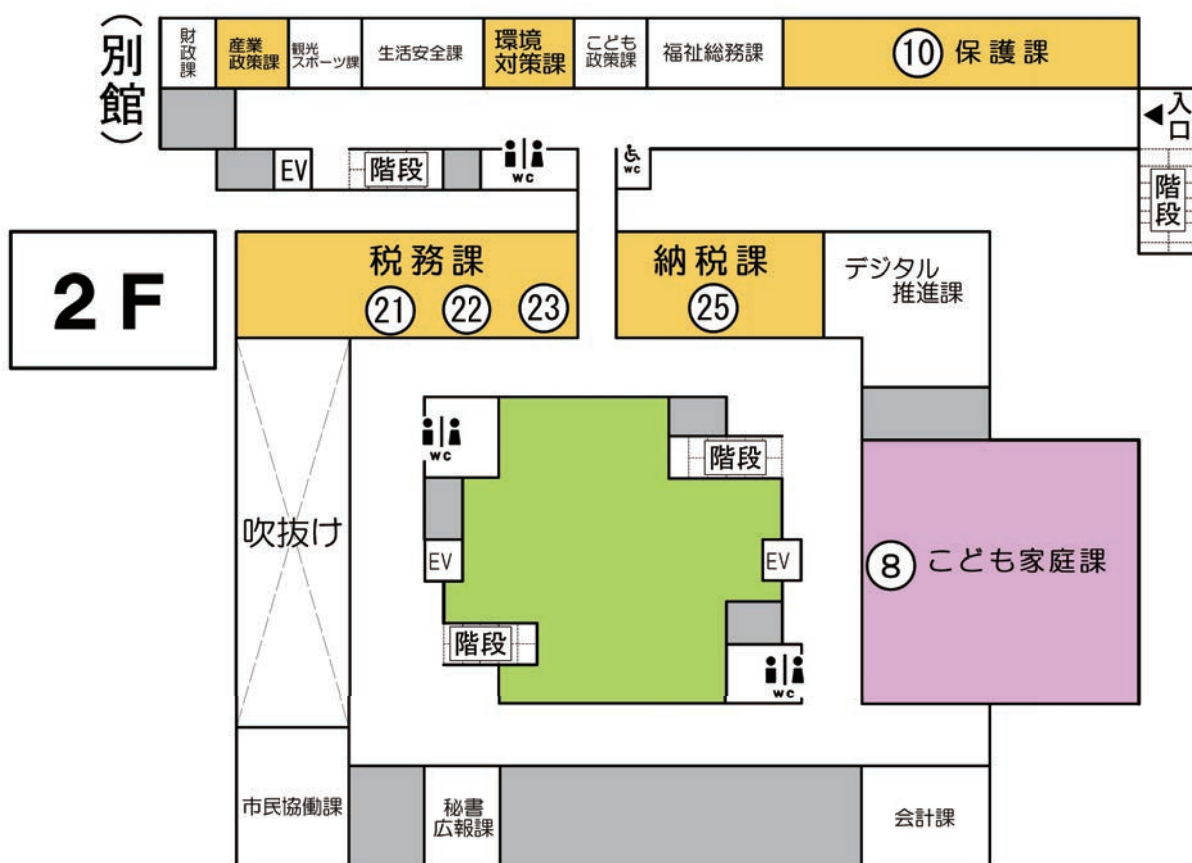 （別館）
財政課
産業
政策課
観光
スポーツ課
生活安全課
環境
対策課
こども
政策課
福祉総務課
⑩ 保護課
◀入口
EV
階段
WC
WC
階段
2F
税務課
㉑ ㉒ ㉓
納税課
㉕
デジタル
推進課
WC
階段
吹抜け
EV
EV
⑧ こども家庭課
階段
WC
市民協働課
秘書
広報課
会計課